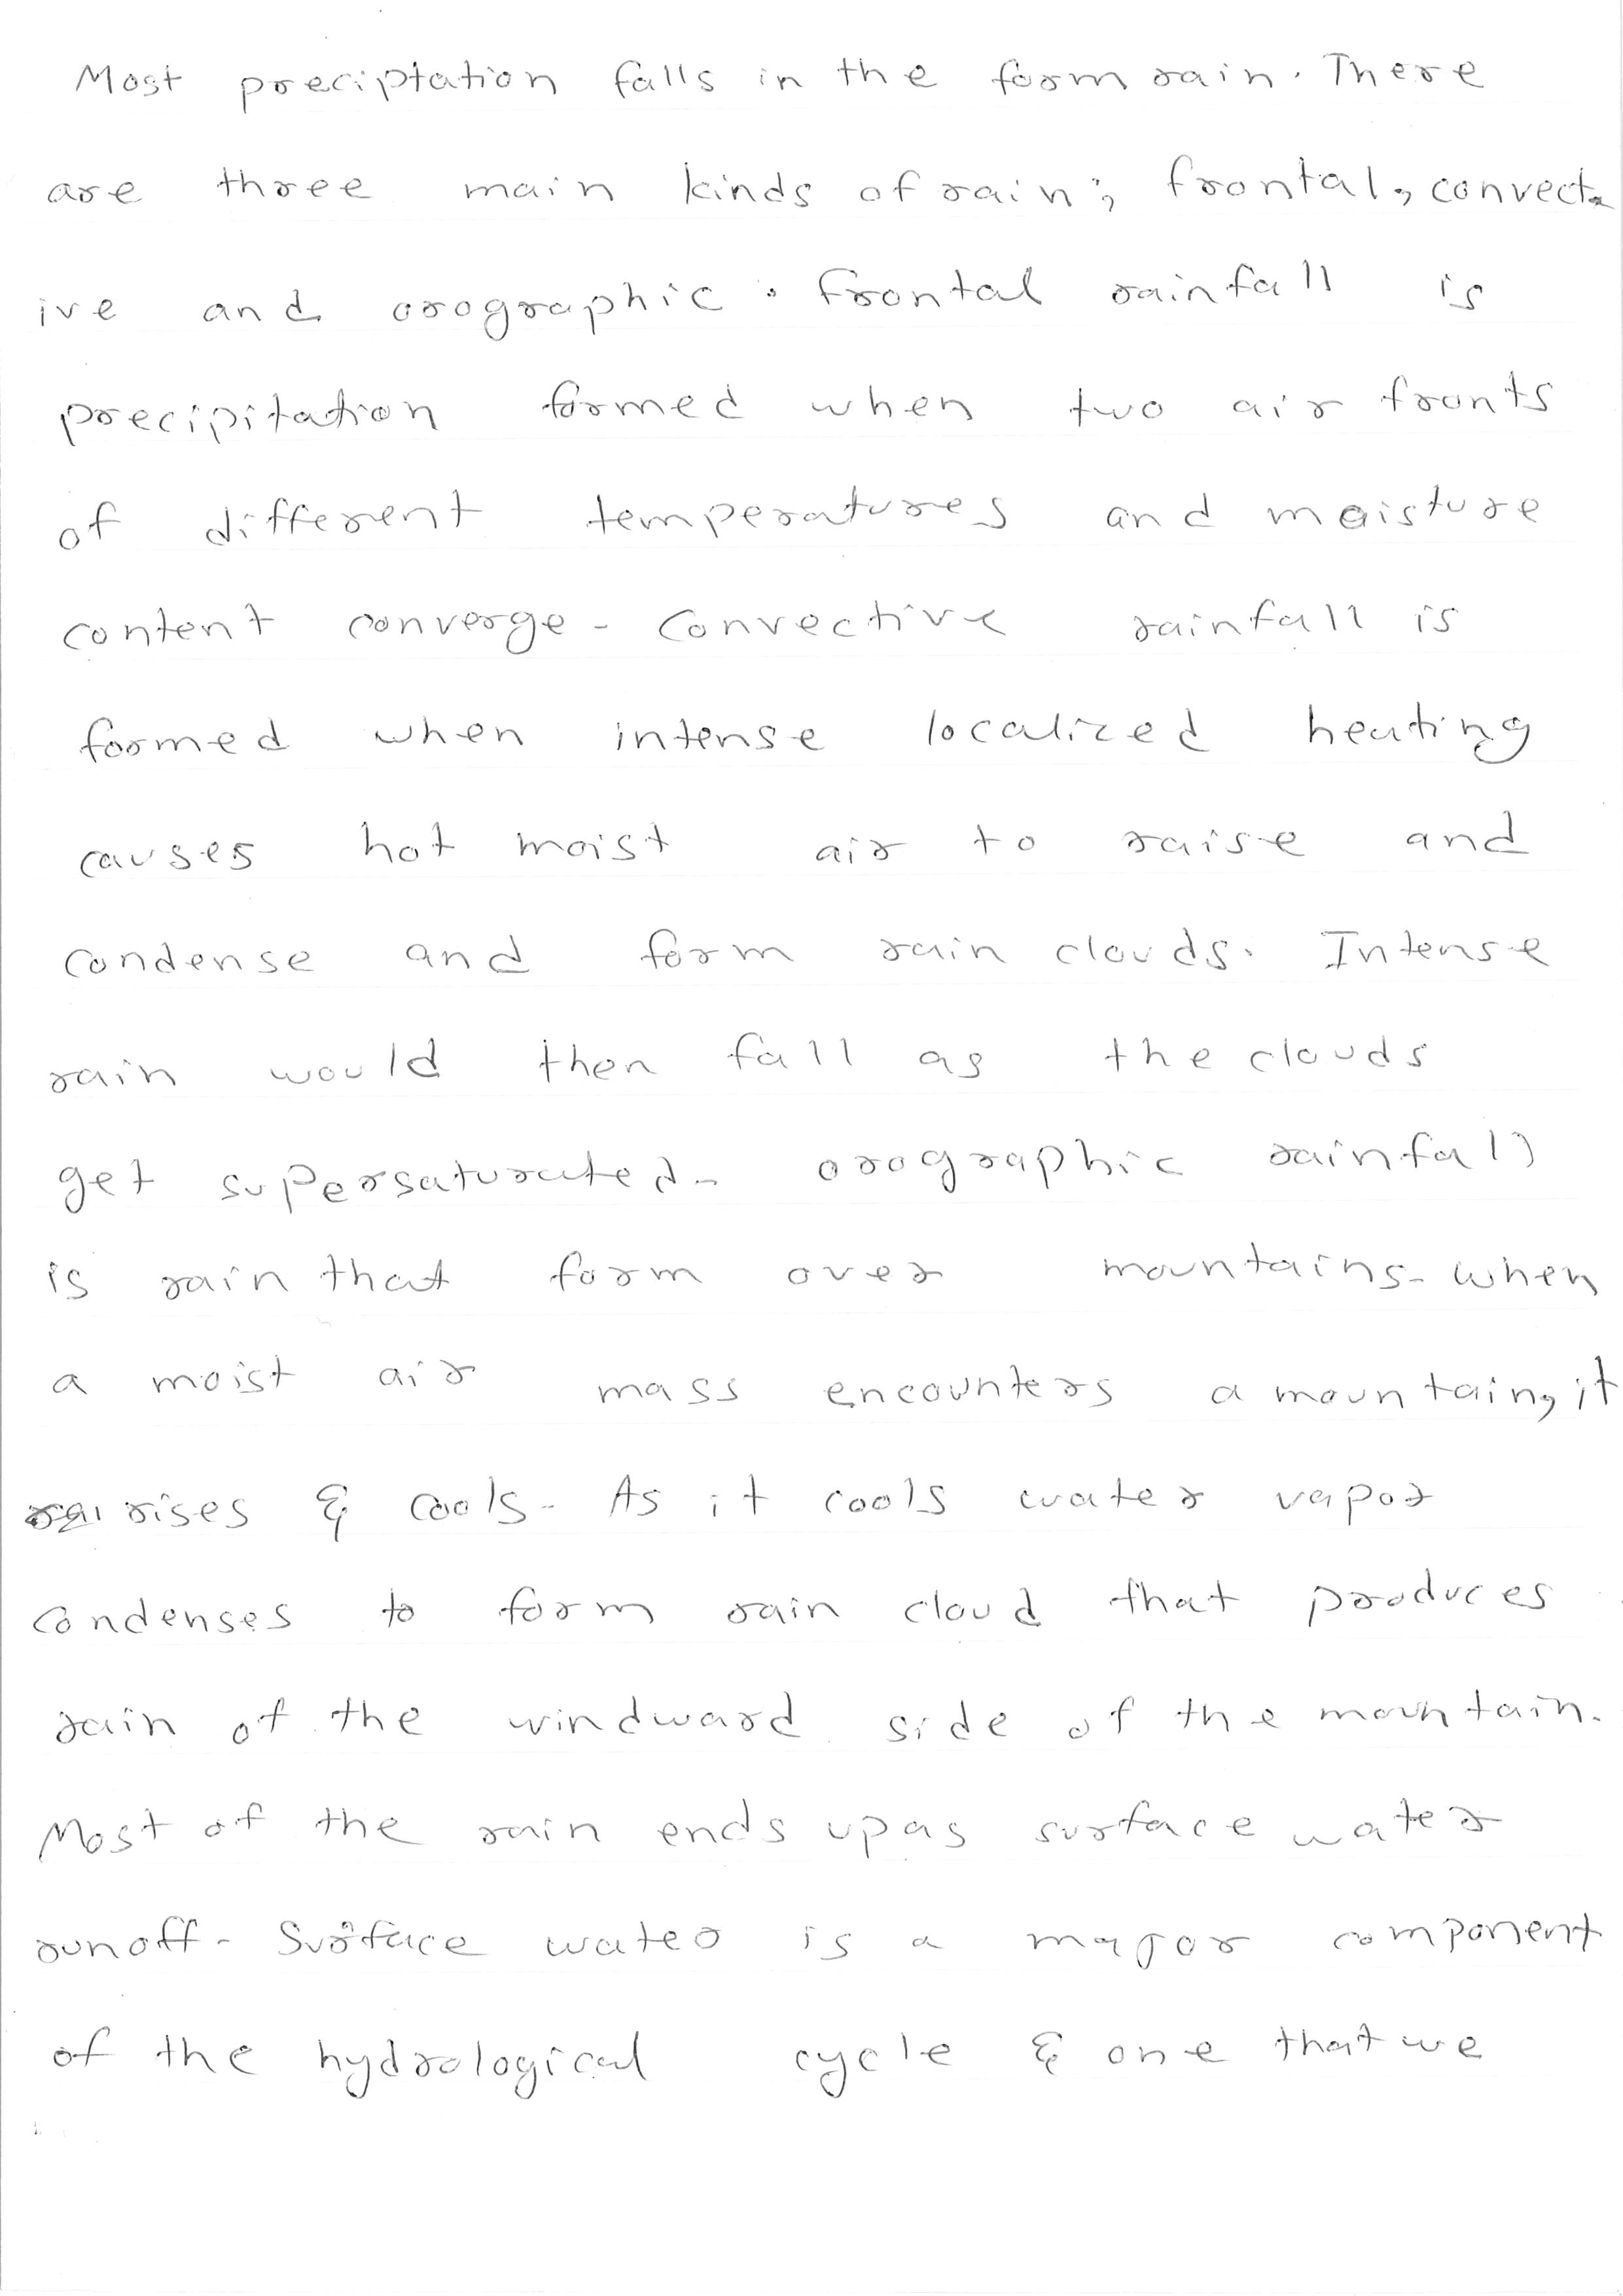 Most preciptation falls in the form rain. There
are three main kinds of rain; frontal, convect-
ive and orographic. Frontal rainfall is
precipitation formed when two air fronts
of different temperatures and moisture
content converge. Convective rainfall is
formed when intense localized heating
causes hot moist air to raise and
condense and form rain clouds. Intense
rain would then fall as the clouds
get supersaturated. orographic rainfall
is rain that form over mountains. when
a moist air mass encounters a mountain, it
rises & cools. As it cools water vapor
condenses to form rain cloud that produces
rain of the windward side of the mountain.
Most of the rain ends up as surface water
runoff. Surface water is a major component
of the hydrological cycle & one that we